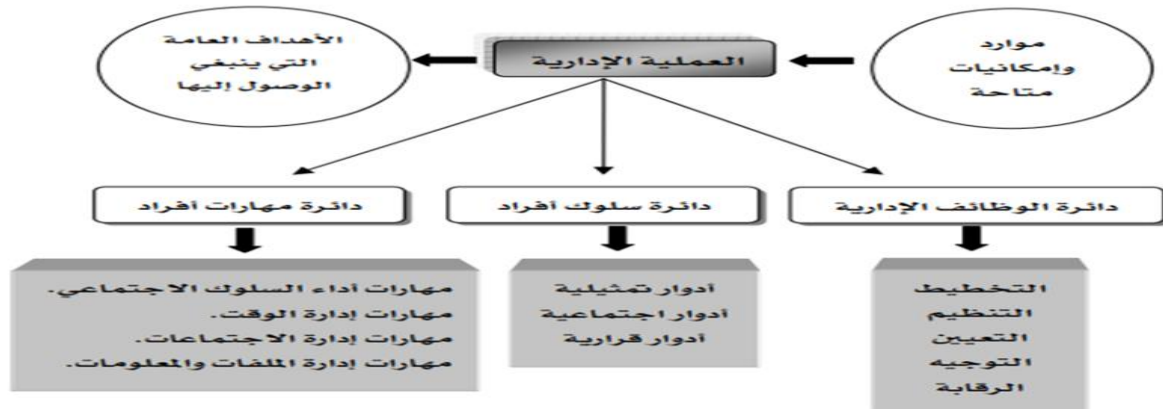 موارد
وإمكانيات
متاحة
العملية الإدارية
الأهداف العامة
التي ينبغي
الوصول إليها
دائرة الوظائف الإدارية
دائرة سلوك أفراد
دائرة مهارات أفراد
التخطيط
التنظيم
التعيين
التوجيه
الرقابة
أدوار تمثيلية
أدوار اجتماعية
أدوار قرارية
مهارات أداء السلوك الاجتماعي.
مهارات إدارة الوقت.
مهارات إدارة الاجتماعات.
مهارات إدارة الملفات والمعلومات.